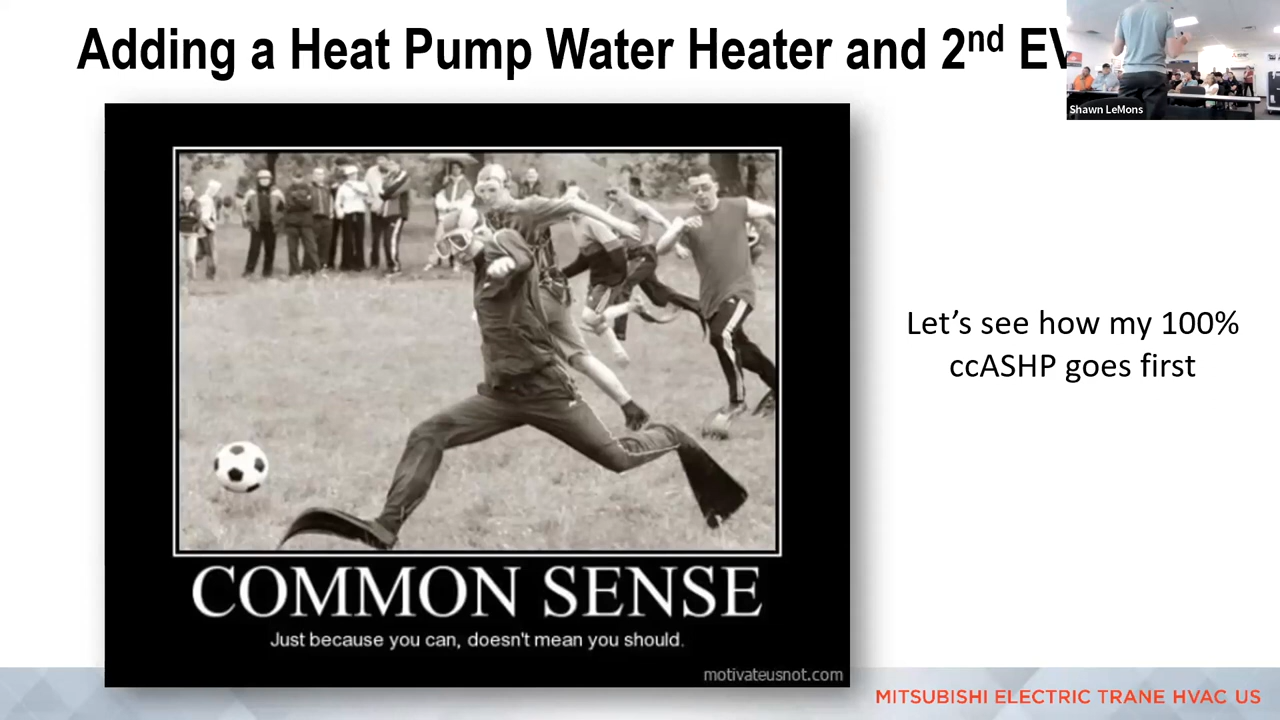 Adding a Heat Pump Water Heater and 2nd EV
Shawn LeMons
Let’s see how my 100%
ccASHP goes first
COMMON SENSE
Just because you can, doesn't mean you should.
motivateusnot.com
MITSUBISHI ELECTRIC TRANE HVAC US